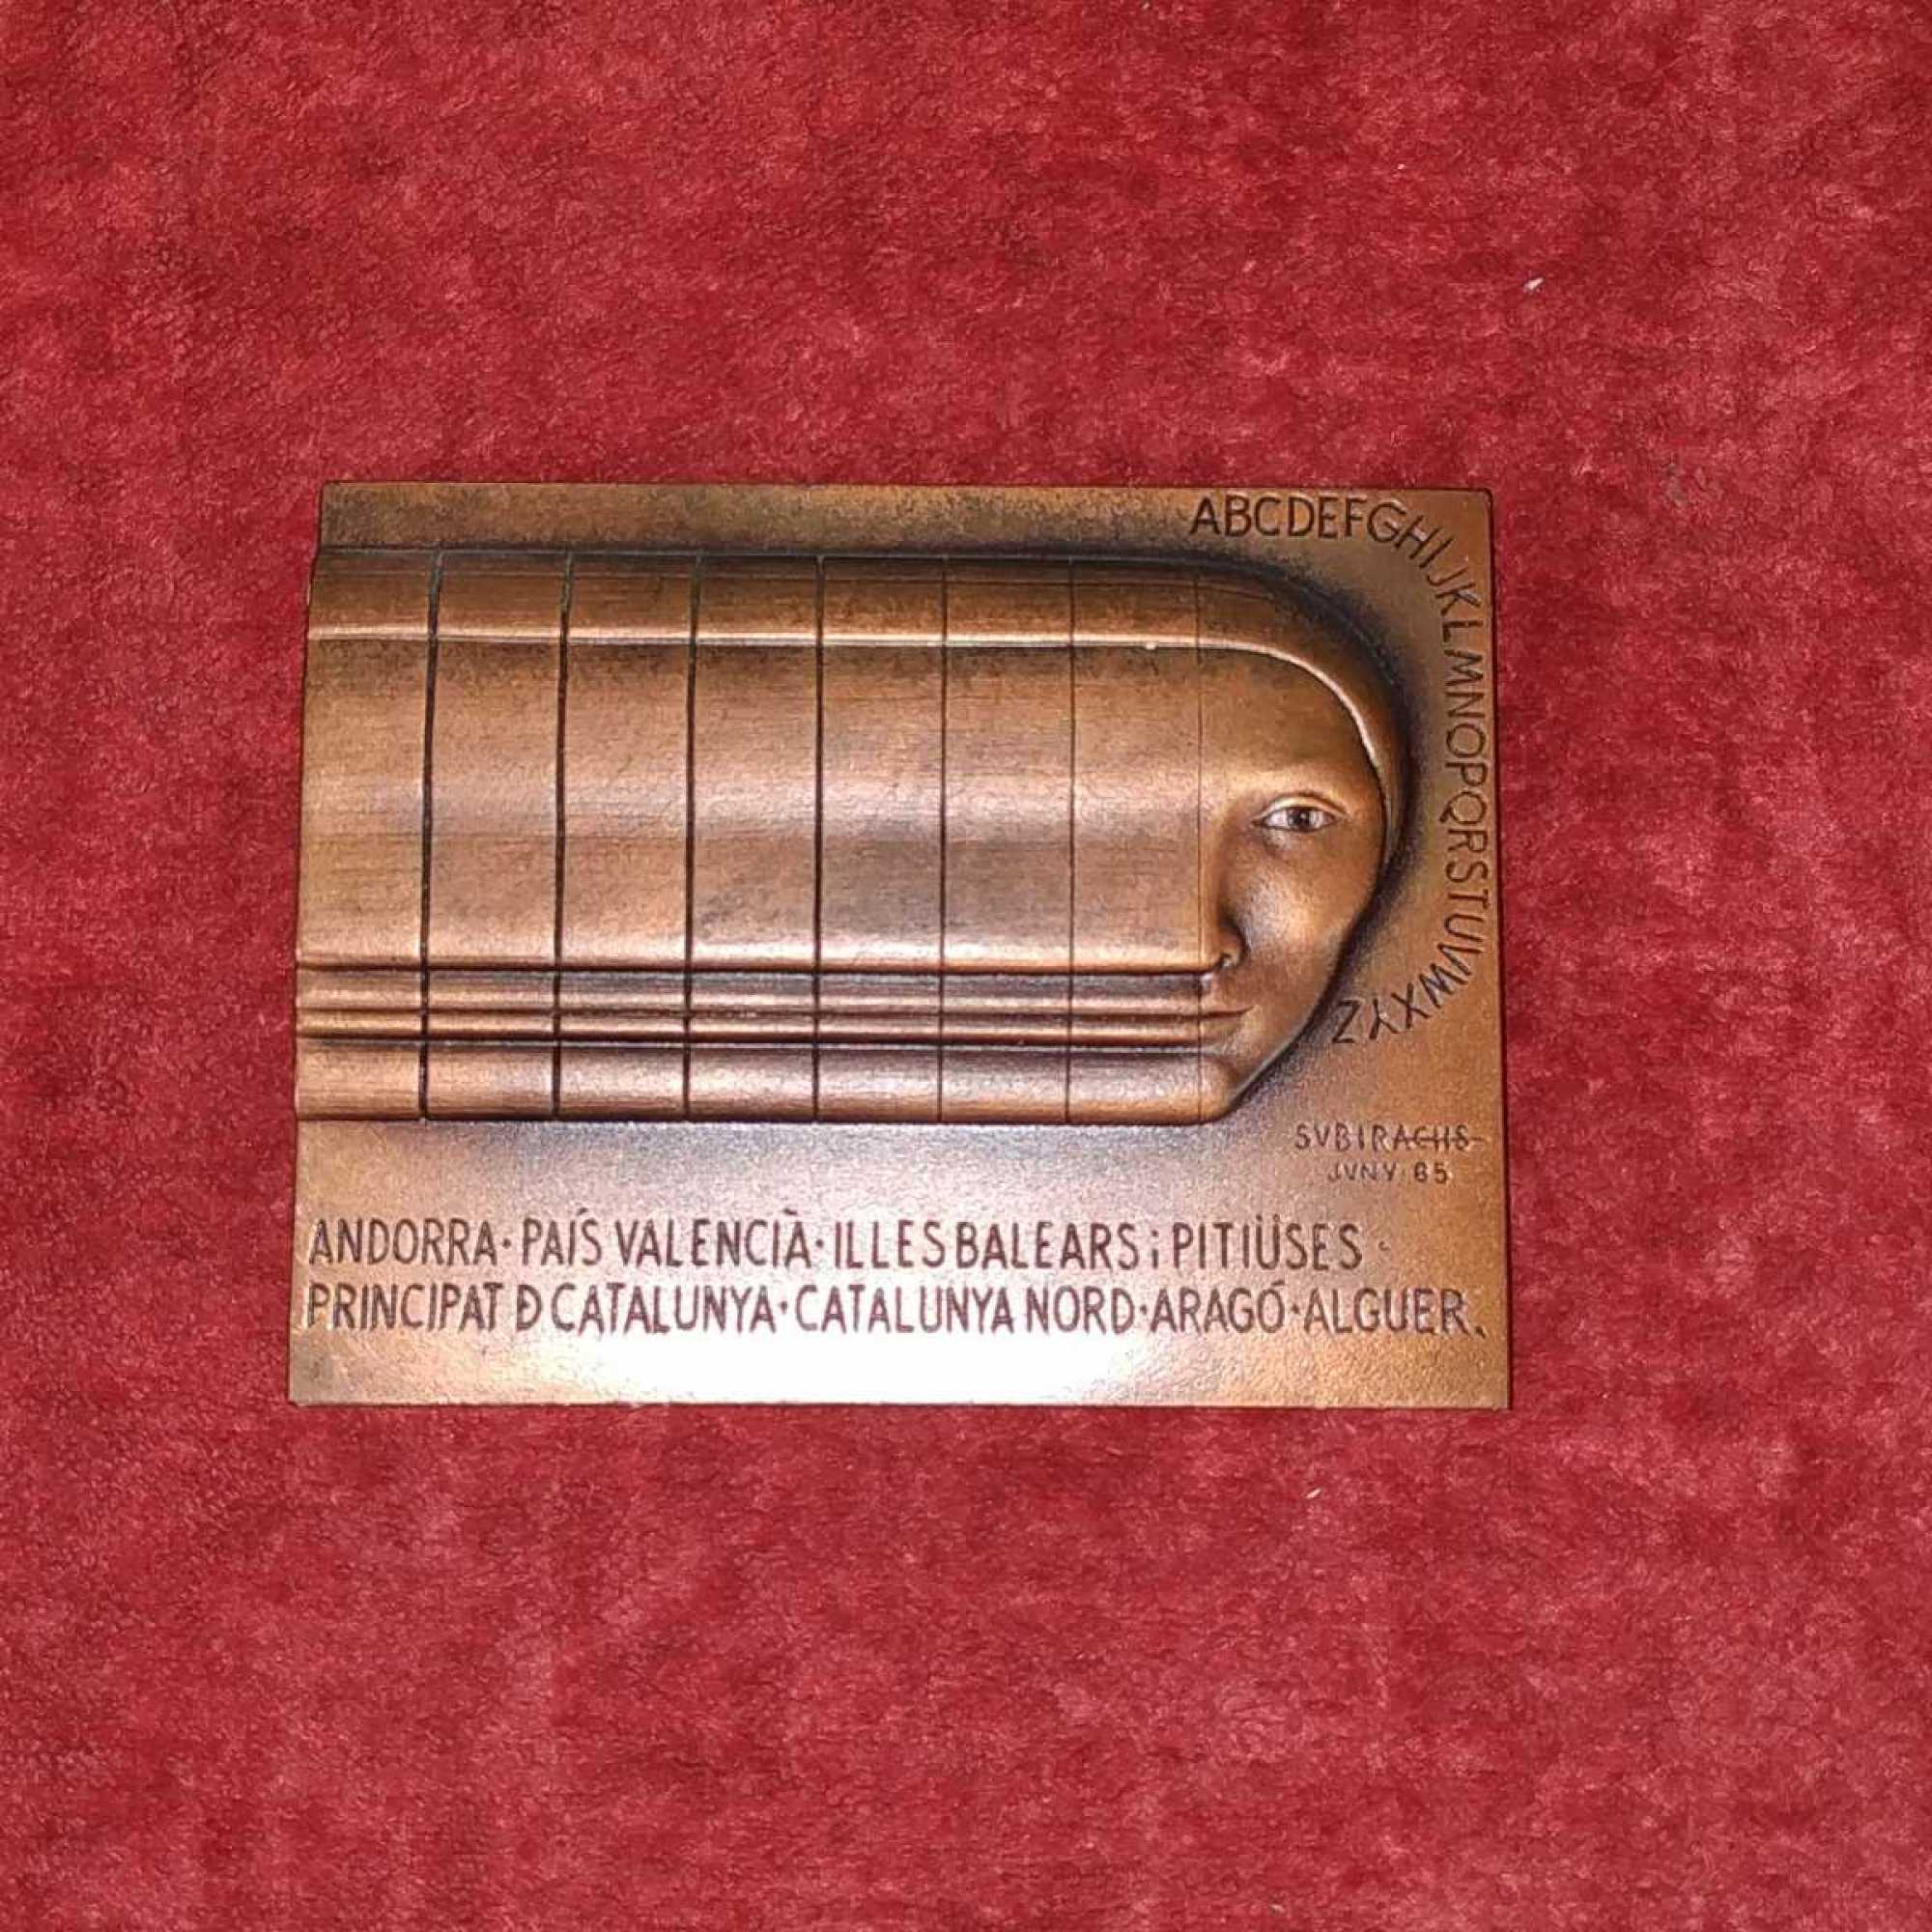 ABCDEFGHIJKLMNOPQRSTUVWXYZ
SVBIRACHS
JVNY 85
ANDORRA·PAÍS VALENCIÀ·ILLES BALEARS i PITIÜSES·
PRINCIPAT Đ CATALUNYA·CATALUNYA NORD·ARAGÓ·ALGUER.